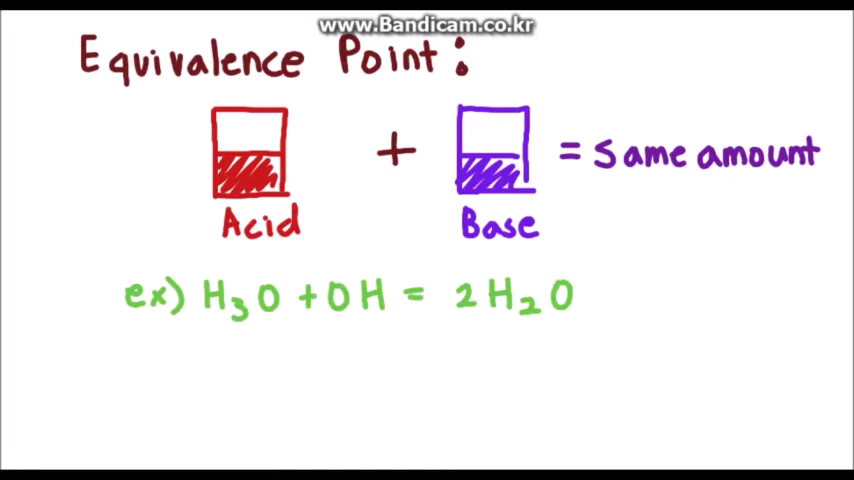 www.Bandicam.co.kr
Equivalence Point:
+ = same amount
Acid Base
ex) H₃O + OH = 2H₂O